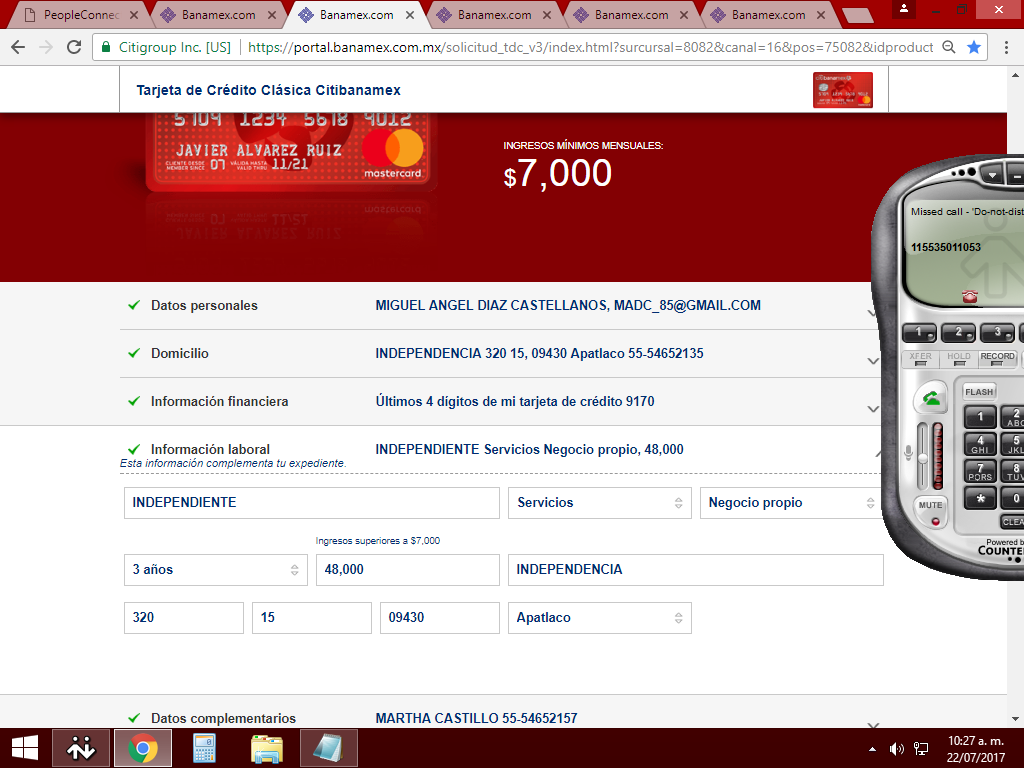 PeopleConnec
Banamex.com
Banamex.com
Banamex.com
Banamex.com
Banamex.com
Citigroup Inc. [US]
https://portal.banamex.com.mx/solicitud_tdc_v3/index.html?sursursal=8082&canal=16&pos=75082&idproduct
Tarjeta de Crédito Clásica Citibanamex
5104 1234 5618 9012
JAVIER ALVAREZ RUIZ
CLIENTE DESDE
MEMBER SINCE 07
VÁLIDA HASTA
VALID THRU 11/21
mastercard
INGRESOS MÍNIMOS MENSUALES:
$7,000
Missed call - 'Do-not-dist
115535011053
Datos personales
MIGUEL ANGEL DIAZ CASTELLANOS, MADC_85@GMAIL.COM
Domicilio
INDEPENDENCIA 320 15, 09430 Apatlaco 55-54652135
Información financiera
Últimos 4 dígitos de mi tarjeta de crédito 9170
Información laboral
INDEPENDIENTE Servicios Negocio propio, 48,000
Esta información complementa tu expediente.
INDEPENDIENTE
Servicios
Negocio propio
Ingresos superiores a $7,000
3 años
48,000
INDEPENDENCIA
320
15
09430
Apatlaco
Datos complementarios
MARTHA CASTILLO 55-54652157
1 2 3
XFER HOLD RECORD
FLASH
1 2 ABC
4 GHI 5 JKL
7 PQRS 8 TUV
* 0
MUTE
CLEA
Powered b
COUNTE
10:27 a. m.
22/07/2017